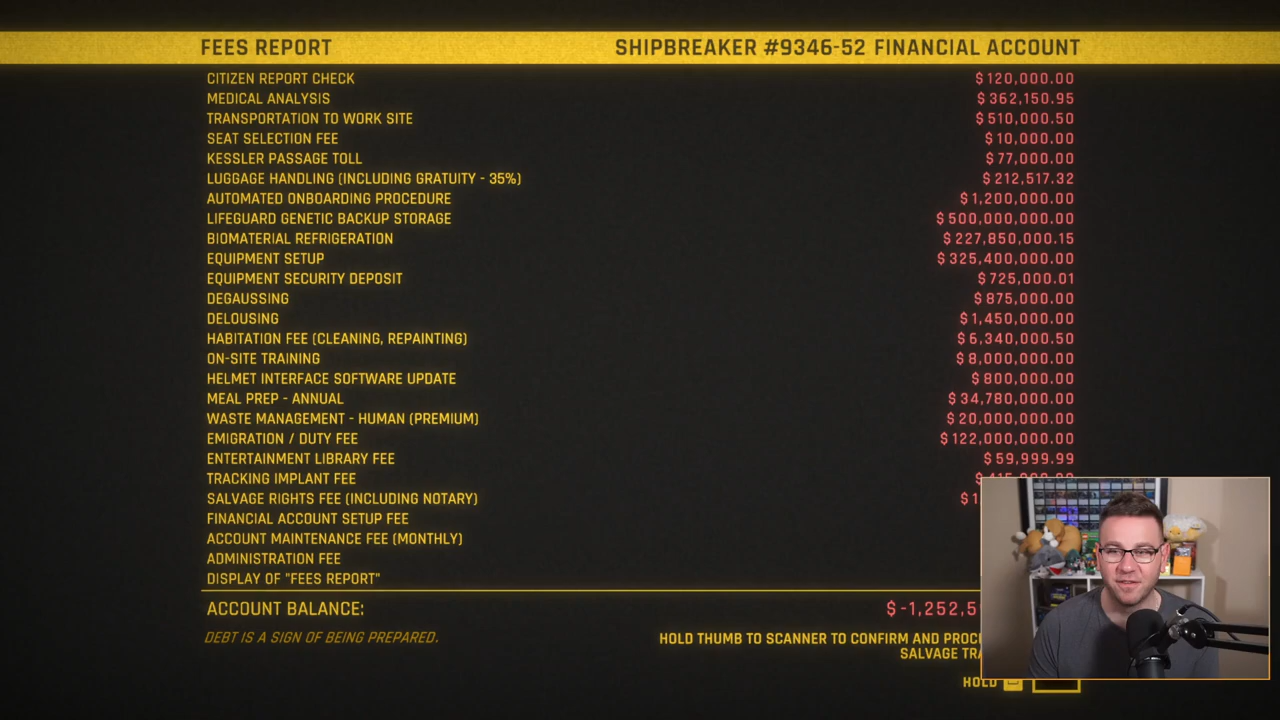 FEES REPORT SHIPBREAKER #9346-52 FINANCIAL ACCOUNT
CITIZEN REPORT CHECK $120,000.00
MEDICAL ANALYSIS $362,150.95
TRANSPORTATION TO WORK SITE $510,000.50
SEAT SELECTION FEE $10,000.00
KESSLER PASSAGE TOLL $77,000.00
LUGGAGE HANDLING (INCLUDING GRATUITY - 35%) $212,517.32
AUTOMATED ONBOARDING PROCEDURE $1,200,000.00
LIFEGUARD GENETIC BACKUP STORAGE $500,000,000.00
BIOMATERIAL REFRIGERATION $227,850,000.15
EQUIPMENT SETUP $325,400,000.00
EQUIPMENT SECURITY DEPOSIT $725,000.01
DEGAUSSING $875,000.00
DELOUSING $1,450,000.00
HABITATION FEE (CLEANING, REPAINTING) $6,340,000.50
ON-SITE TRAINING $8,000,000.00
HELMET INTERFACE SOFTWARE UPDATE $800,000.00
MEAL PREP - ANNUAL $34,780,000.00
WASTE MANAGEMENT - HUMAN (PREMIUM) $20,000,000.00
EMIGRATION / DUTY FEE $122,000,000.00
ENTERTAINMENT LIBRARY FEE $59,999.99
TRACKING IMPLANT FEE
SALVAGE RIGHTS FEE (INCLUDING NOTARY) $1
FINANCIAL ACCOUNT SETUP FEE
ACCOUNT MAINTENANCE FEE (MONTHLY)
ADMINISTRATION FEE
DISPLAY OF "FEES REPORT"
ACCOUNT BALANCE: $-1,252,5
DEBT IS A SIGN OF BEING PREPARED. HOLD THUMB TO SCANNER TO CONFIRM AND
SALVAGE
HOLD